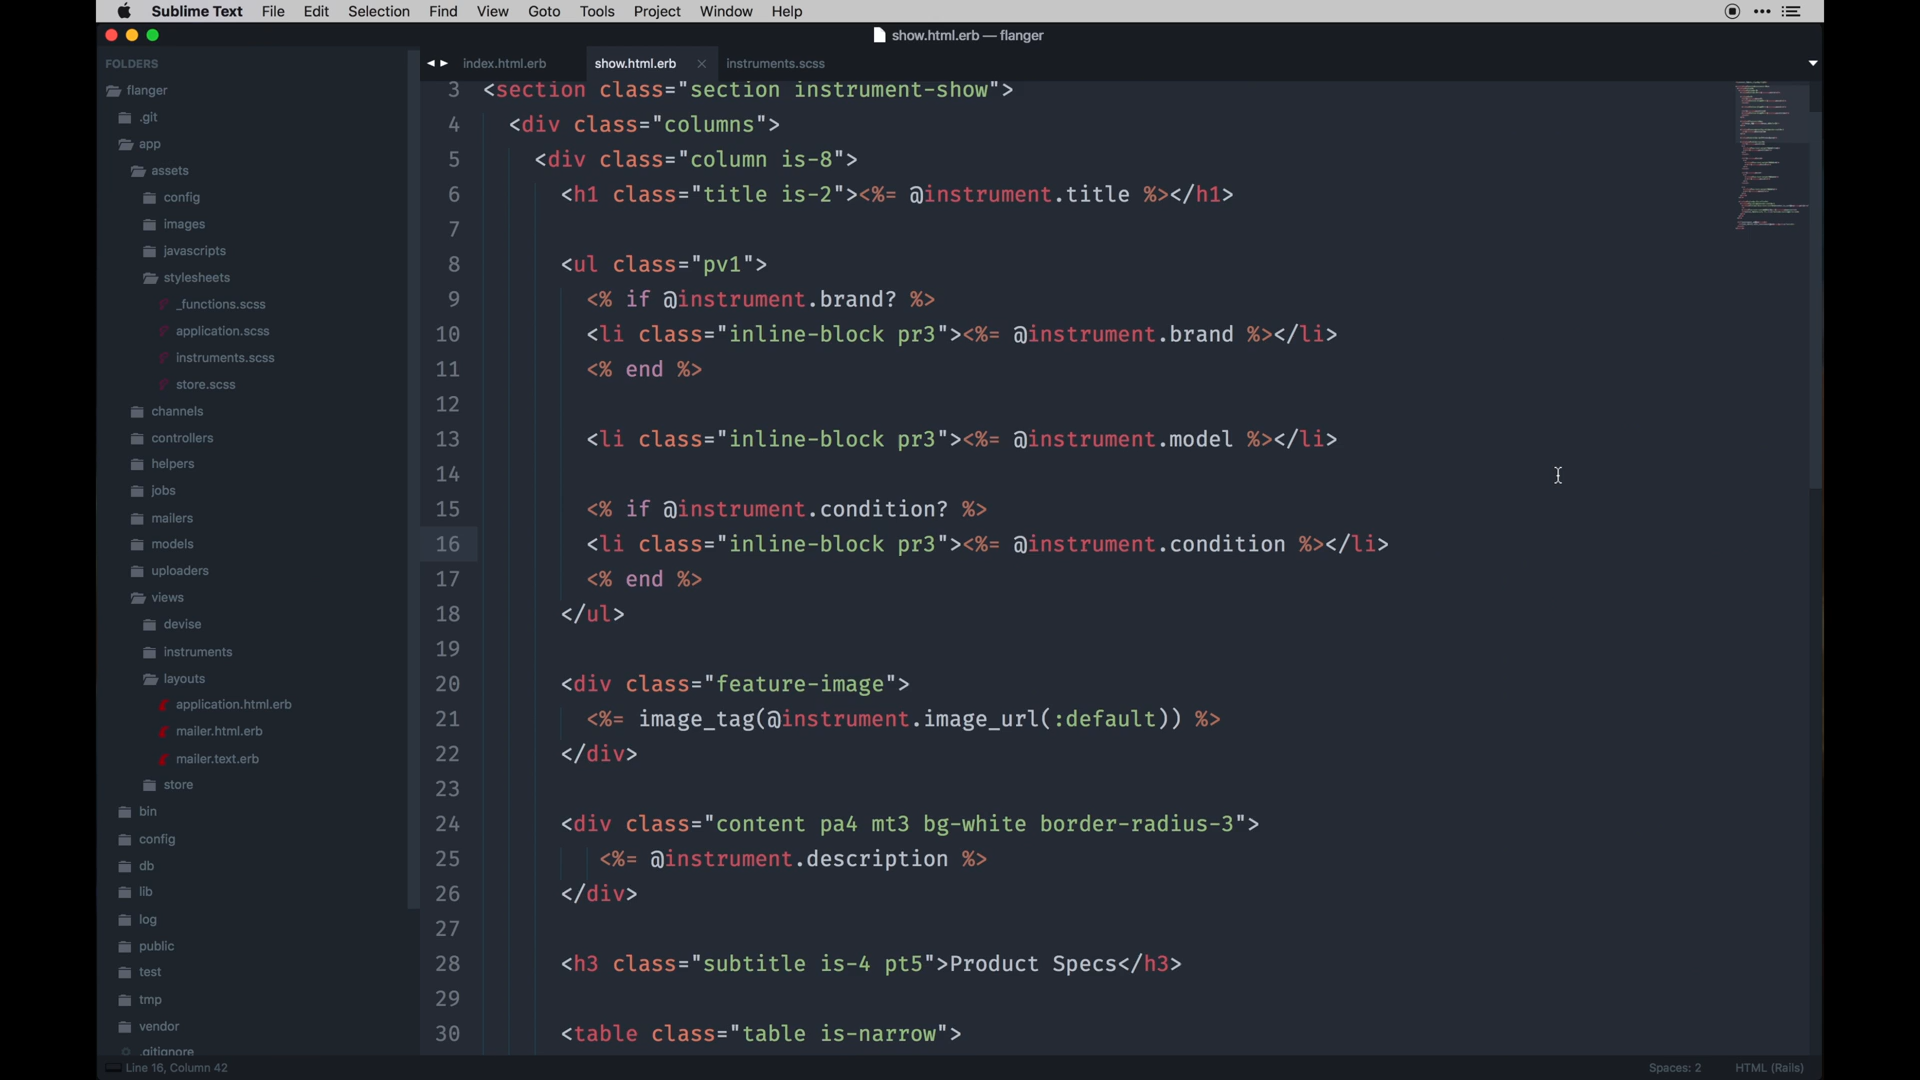 Sublime Text File Edit Selection Find View Goto Tools Project Window Help
show.html.erb — flanger
FOLDERS
flanger
.git
app
assets
config
images
javascripts
stylesheets
_functions.scss
application.scss
instruments.scss
store.scss
channels
controllers
helpers
jobs
mailers
models
uploaders
views
devise
instruments
layouts
application.html.erb
mailer.html.erb
mailer.text.erb
store
bin
config
db
lib
log
public
test
tmp
vendor
.gitignore
index.html.erb show.html.erb × instruments.scss
3 <section class="section instrument-show">
4 <div class="columns">
5 <div class="column is-8">
6 <h1 class="title is-2"><%= @instrument.title %></h1>
7
8 <ul class="pv1">
9 <% if @instrument.brand? %>
10 <li class="inline-block pr3"><%= @instrument.brand %></li>
11 <% end %>
12
13 <li class="inline-block pr3"><%= @instrument.model %></li>
14
15 <% if @instrument.condition? %>
16 <li class="inline-block pr3"><%= @instrument.condition %></li>
17 <% end %>
18 </ul>
19
20 <div class="feature-image">
21 <%= image_tag(@instrument.image_url(:default)) %>
22 </div>
23
24 <div class="content pa4 mt3 bg-white border-radius-3">
25 <%= @instrument.description %>
26 </div>
27
28 <h3 class="subtitle is-4 pt5">Product Specs</h3>
29
30 <table class="table is-narrow">
Line 16, Column 42 Spaces: 2 HTML (Rails)